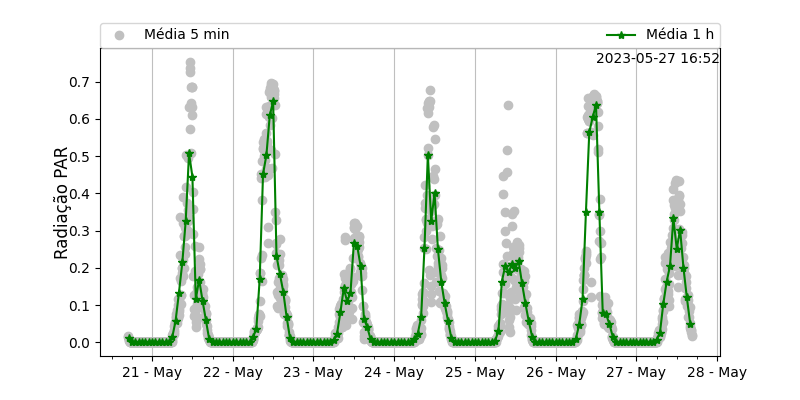 Média 5 min
Média 1 h
2023-05-27 16:52
Radiação PAR
0.7
0.6
0.5
0.4
0.3
0.2
0.1
0.0
21 - May
22 - May
23 - May
24 - May
25 - May
26 - May
27 - May
28 - May